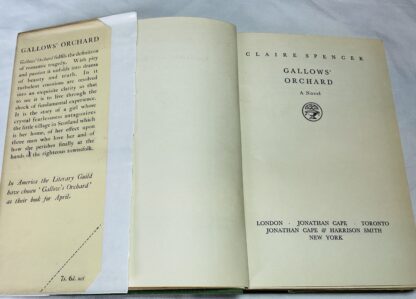 GALLOWS' ORCHARD
Gallows' Orchard fulfils the definition
of romantic tragedy. With pity
and passion it unfolds into drama
of beauty and truth. In it
turbulent emotions are resolved
into an exquisite clarity so that
to see it is to live through the
shock of fundamental experience.
It is the story of a girl whose
crystal fearlessness antagonizes
the little village in Scotland which
is her home, of her effect upon
three men who love her and of
how she perishes finally at the
hands of the righteous townsfolk.
In America the Literary Guild
have chosen 'Gallow's Orchard'
as their book for April.
7s. 6d. net
CLAIRE SPENCER
GALLOWS'
ORCHARD
A Novel
LONDON · JONATHAN CAPE · TORONTO
JONATHAN CAPE & HARRISON SMITH
NEW YORK